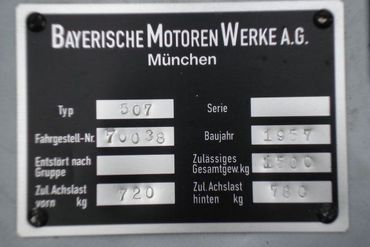 BAYERISCHE MOTOREN WERKE A.G.
München
Typ 507 Serie
Fahrgestell-Nr. 70038 Baujahr 1957
Entstört nach Gruppe Zulässiges Gesamtgew.kg 1500
Zul. Achslast vorn kg 720 Zul. Achslast hinten kg 780